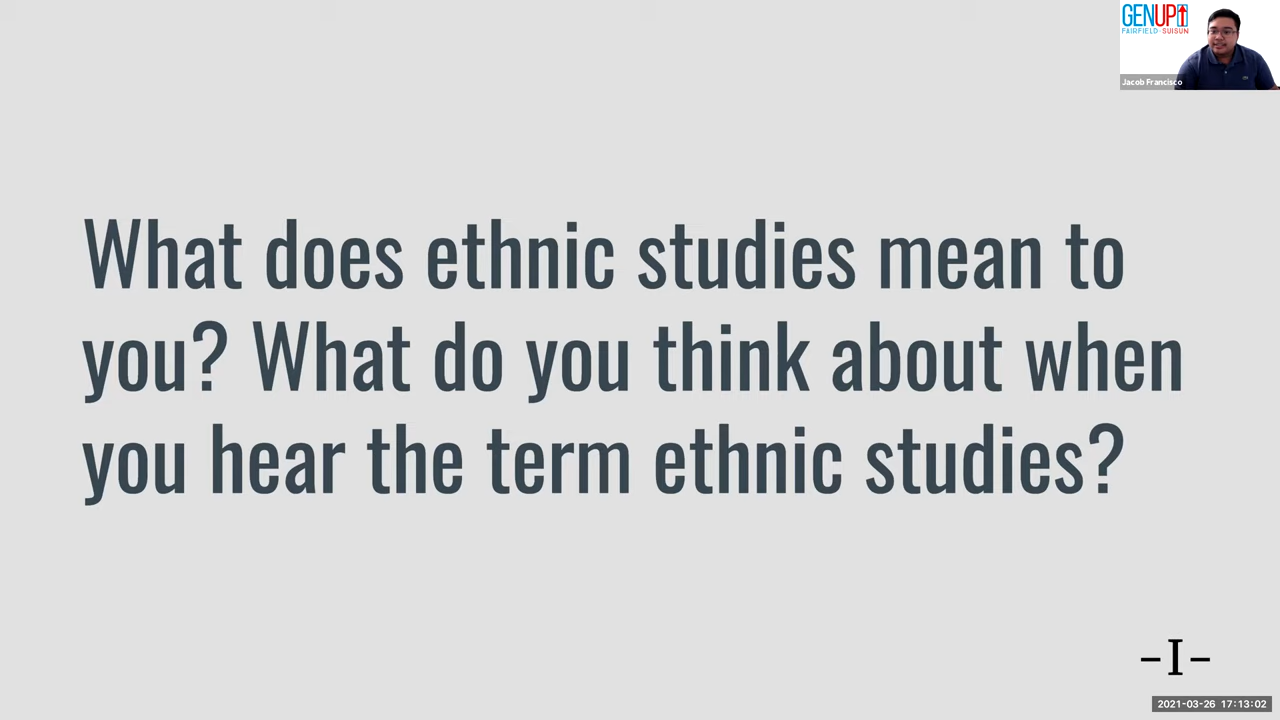 GENUP
FAIRFIELD-SUISUN
Jacob Francisco
What does ethnic studies mean to
you? What do you think about when
you hear the term ethnic studies?
-I-
2021-03-26 17:13:02